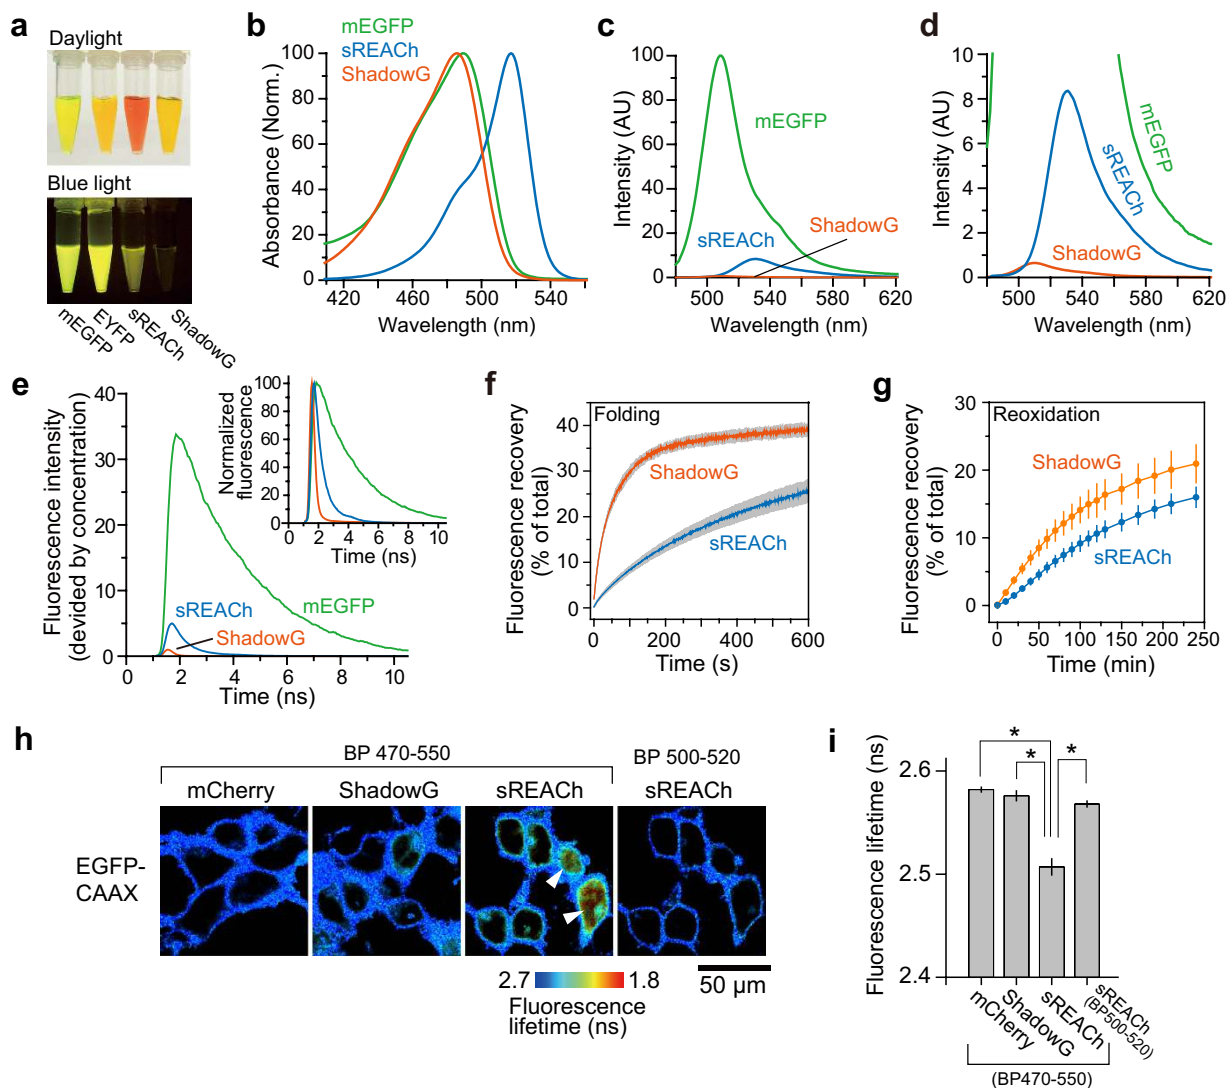 a
Daylight
Blue light
mEGFP
EYFP
sREACh
ShadowG
b
mEGFP
sREACh
ShadowG
Absorbance (Norm.)
100
80
60
40
20
0
420
460
500
540
Wavelength (nm)
c
Intensity (AU)
100
80
60
40
20
0
mEGFP
sREACh
ShadowG
500
540
580
620
Wavelength (nm)
d
Intensity (AU)
10
8
6
4
2
0
mEGFP
sREACh
ShadowG
500
540
580
620
Wavelength (nm)
e
Fluorescence intensity
(devided by concentration)
40
30
20
10
0
sREACh
ShadowG
mEGFP
0
2
4
6
8
10
Time (ns)
Normalized
fluorescence
100
80
60
40
20
0
0
2
4
6
8
10
Time (ns)
f
Folding
Fluorescence recovery
(% of total)
40
30
20
10
0
ShadowG
sREACh
0
200
400
600
Time (s)
g
Reoxidation
Fluorescence recovery
(% of total)
30
20
10
0
ShadowG
sREACh
0
50
100
150
200
250
Time (min)
h
BP 470-550
BP 500-520
mCherry
ShadowG
sREACh
sREACh
EGFP-
CAAX
2.7
1.8
Fluorescence
lifetime (ns)
50 µm
i
Fluorescence lifetime (ns)
2.6
2.5
2.4
*
*
*
mCherry
ShadowG
sREACh
sREACh
(BP500-520)
(BP470-550)